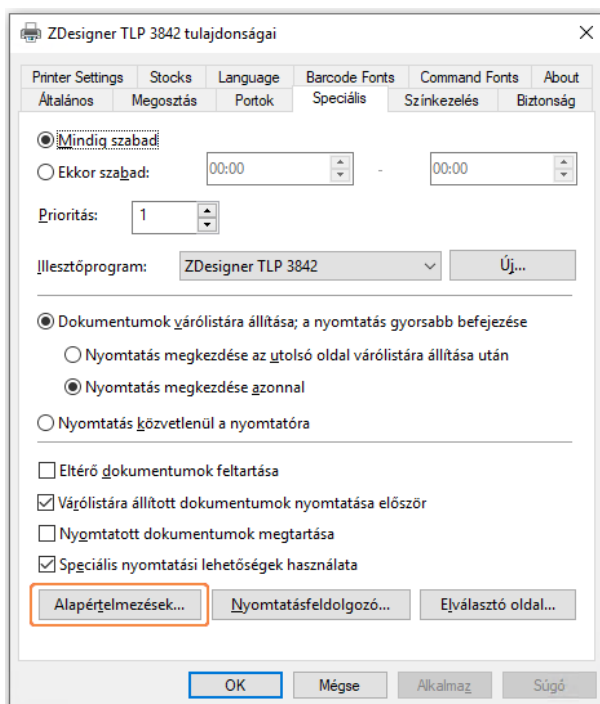 ZDesigner TLP 3842 tulajdonságai
Printer Settings Stocks Language Barcode Fonts Command Fonts About
Általános Megosztás Portok Speciális Színkezelés Biztonság
Mindig szabad
Ekkor szabad: 00:00 - 00:00
Prioritás: 1
Illesztőprogram: ZDesigner TLP 3842 Új...
Dokumentumok várólistára állítása; a nyomtatás gyorsabb befejezése
Nyomtatás megkezdése az utolsó oldal várólistára állítása után
Nyomtatás megkezdése azonnal
Nyomtatás közvetlenül a nyomtatóra
Eltérő dokumentumok feltartása
Várólistára állított dokumentumok nyomtatása először
Nyomtatott dokumentumok megtartása
Speciális nyomtatási lehetőségek használata
Alapértelmezések... Nyomtatásfeldolgozó... Elválasztó oldal...
OK Mégse Alkalmaz Súgó